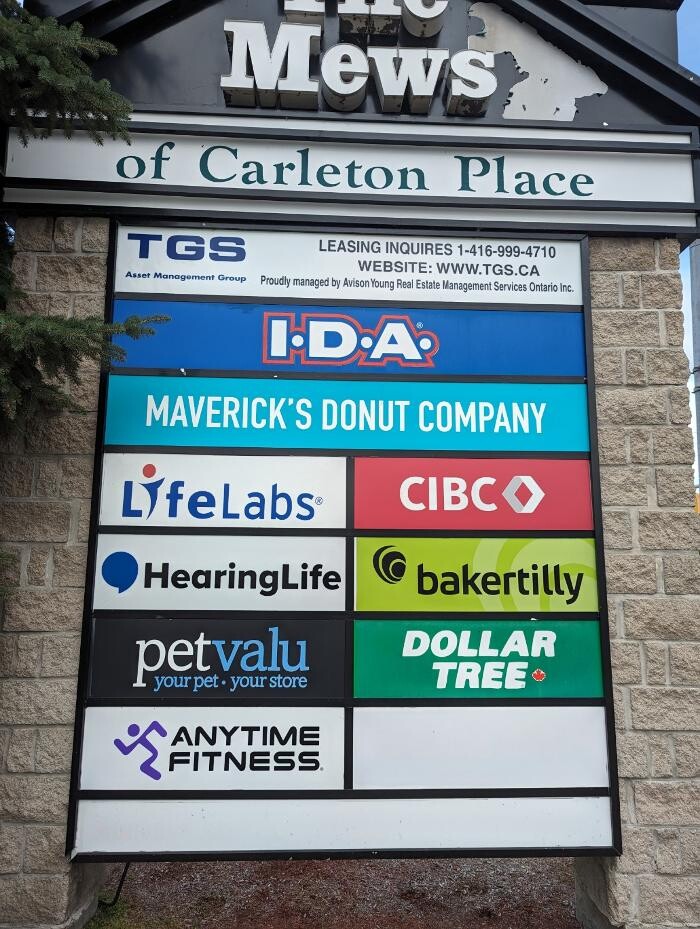 The
Mews
of Carleton Place
TGS
Asset Management Group
LEASING INQUIRES 1-416-999-4710
WEBSITE: WWW.TGS.CA
Proudly managed by Avison Young Real Estate Management Services Ontario Inc.
I·D·A·®
MAVERICK'S DONUT COMPANY
LifeLabs®
CIBC
HearingLife
bakertilly
petvalu
your pet · your store
DOLLAR
TREE
ANYTIME
FITNESS®